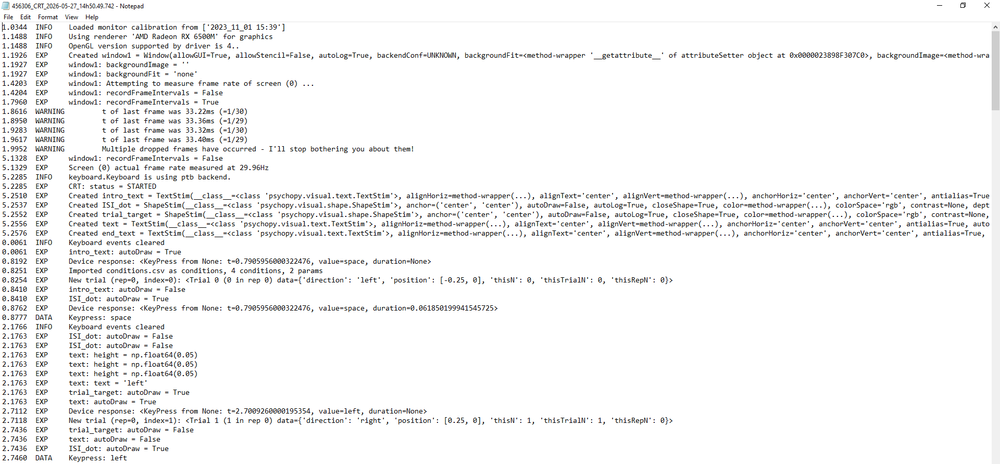 456306_CRT_2026-05-27_14h50.49.742 - Notepad
File Edit Format View Help
1.0344 INFO Loaded monitor calibration from ['2023_11_01 15:39']
1.1488 INFO Using renderer 'AMD Radeon RX 6500M' for graphics
1.1488 INFO OpenGL version supported by driver is 4..
1.1926 EXP Created window1 = Window(allowGUI=True, allowStencil=False, autoLog=True, backendConf=UNKNOWN, backgroundFit=<method-wrapper '__getattribute__' of attributeSetter object at 0x0000023898F307C0>, backgroundImage=<method-wra
1.1927 EXP window1: backgroundImage = ''
1.1927 EXP window1: backgroundFit = 'none'
1.4203 EXP window1: Attempting to measure frame rate of screen (0) ...
1.4204 EXP window1: recordFrameIntervals = False
1.7960 EXP window1: recordFrameIntervals = True
1.8616 WARNING t of last frame was 33.22ms (=1/30)
1.8950 WARNING t of last frame was 33.36ms (=1/29)
1.9283 WARNING t of last frame was 33.32ms (=1/30)
1.9617 WARNING t of last frame was 33.40ms (=1/29)
1.9952 WARNING Multiple dropped frames have occurred - I'll stop bothering you about them!
5.1328 EXP window1: recordFrameIntervals = False
5.1329 EXP Screen (0) actual frame rate measured at 29.96Hz
5.2285 INFO keyboard.Keyboard is using ptb backend.
5.2285 EXP CRT: status = STARTED
5.2510 EXP Created intro_text = TextStim(__class__=<class 'psychopy.visual.text.TextStim'>, alignHoriz=method-wrapper(...), alignText='center', alignVert=method-wrapper(...), anchorHoriz='center', anchorVert='center', antialias=True
5.2537 EXP Created ISI_dot = ShapeStim(__class__=<class 'psychopy.visual.shape.ShapeStim'>, anchor=('center', 'center'), autoDraw=False, autoLog=True, closeShape=True, color=method-wrapper(...), colorSpace='rgb', contrast=None, dept
5.2552 EXP Created trial_target = ShapeStim(__class__=<class 'psychopy.visual.shape.ShapeStim'>, anchor=('center', 'center'), autoDraw=False, autoLog=True, closeShape=True, color=method-wrapper(...), colorSpace='rgb', contrast=None,
5.2556 EXP Created text = TextStim(__class__=<class 'psychopy.visual.text.TextStim'>, alignHoriz=method-wrapper(...), alignText='center', alignVert=method-wrapper(...), anchorHoriz='center', anchorVert='center', antialias=True, auto
5.2576 EXP Created end_text = TextStim(__class__=<class 'psychopy.visual.text.TextStim'>, alignHoriz=method-wrapper(...), alignText='center', alignVert=method-wrapper(...), anchorHoriz='center', anchorVert='center', antialias=True,
0.0061 INFO Keyboard events cleared
0.0061 EXP intro_text: autoDraw = True
0.8192 EXP Device response: <KeyPress from None: t=0.7905956000322476, value=space, duration=None>
0.8251 EXP Imported conditions.csv as conditions, 4 conditions, 2 params
0.8254 EXP New trial (rep=0, index=0): <Trial 0 (0 in rep 0) data={'direction': 'left', 'position': [-0.25, 0], 'thisN': 0, 'thisTrialN': 0, 'thisRepN': 0}>
0.8410 EXP intro_text: autoDraw = False
0.8410 EXP ISI_dot: autoDraw = True
0.8762 EXP Device response: <KeyPress from None: t=0.7905956000322476, value=space, duration=0.061850199941545725>
0.8777 DATA Keypress: space
2.1766 INFO Keyboard events cleared
2.1763 EXP ISI_dot: autoDraw = False
2.1763 EXP ISI_dot: autoDraw = False
2.1763 EXP text: height = np.float64(0.05)
2.1763 EXP text: height = np.float64(0.05)
2.1763 EXP text: height = np.float64(0.05)
2.1763 EXP text: text = 'left'
2.1763 EXP trial_target: autoDraw = True
2.1763 EXP text: autoDraw = True
2.7112 EXP Device response: <KeyPress from None: t=2.7009260000195354, value=left, duration=None>
2.7118 EXP New trial (rep=0, index=1): <Trial 1 (1 in rep 0) data={'direction': 'right', 'position': [0.25, 0], 'thisN': 1, 'thisTrialN': 1, 'thisRepN': 0}>
2.7436 EXP trial_target: autoDraw = False
2.7436 EXP text: autoDraw = False
2.7436 EXP ISI_dot: autoDraw = True
2.7460 DATA Keypress: left